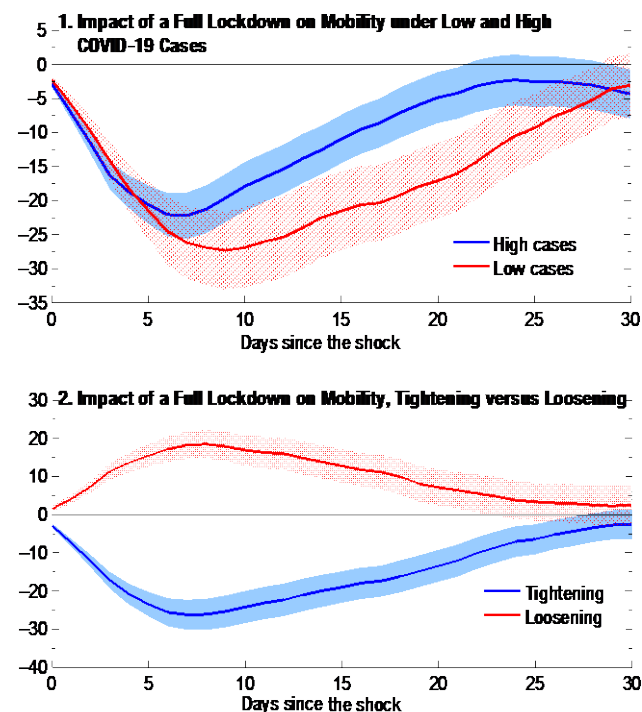 1. Impact of a Full Lockdown on Mobility under Low and High
COVID-19 Cases
5
0
–5
–10
–15
–20
–25
–30
–35
High cases
Low cases
0 5 10 15 20 25 30
Days since the shock
2. Impact of a Full Lockdown on Mobility, Tightening versus Loosening
30
20
10
0
–10
–20
–30
–40
Tightening
Loosening
0 5 10 15 20 25 30
Days since the shock